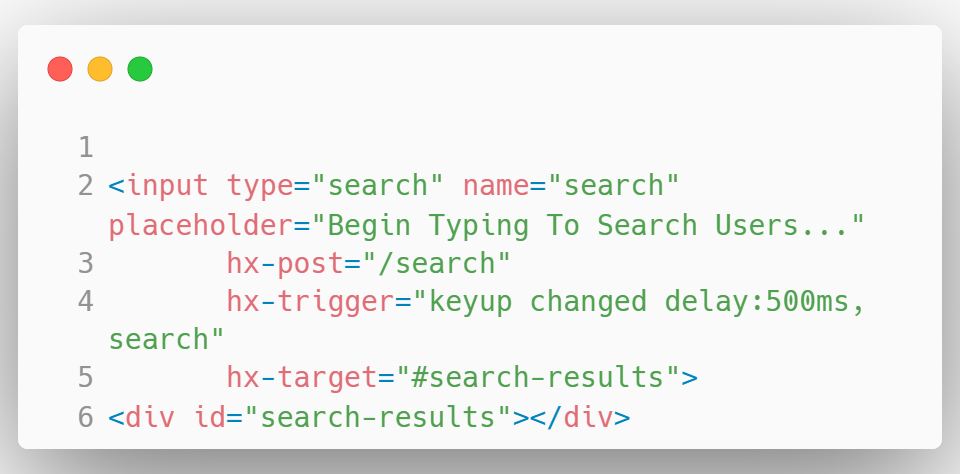 1
2 <input type="search" name="search"
placeholder="Begin Typing To Search Users..."
3 hx-post="/search"
4 hx-trigger="keyup changed delay:500ms,
search"
5 hx-target="#search-results">
6 <div id="search-results"></div>